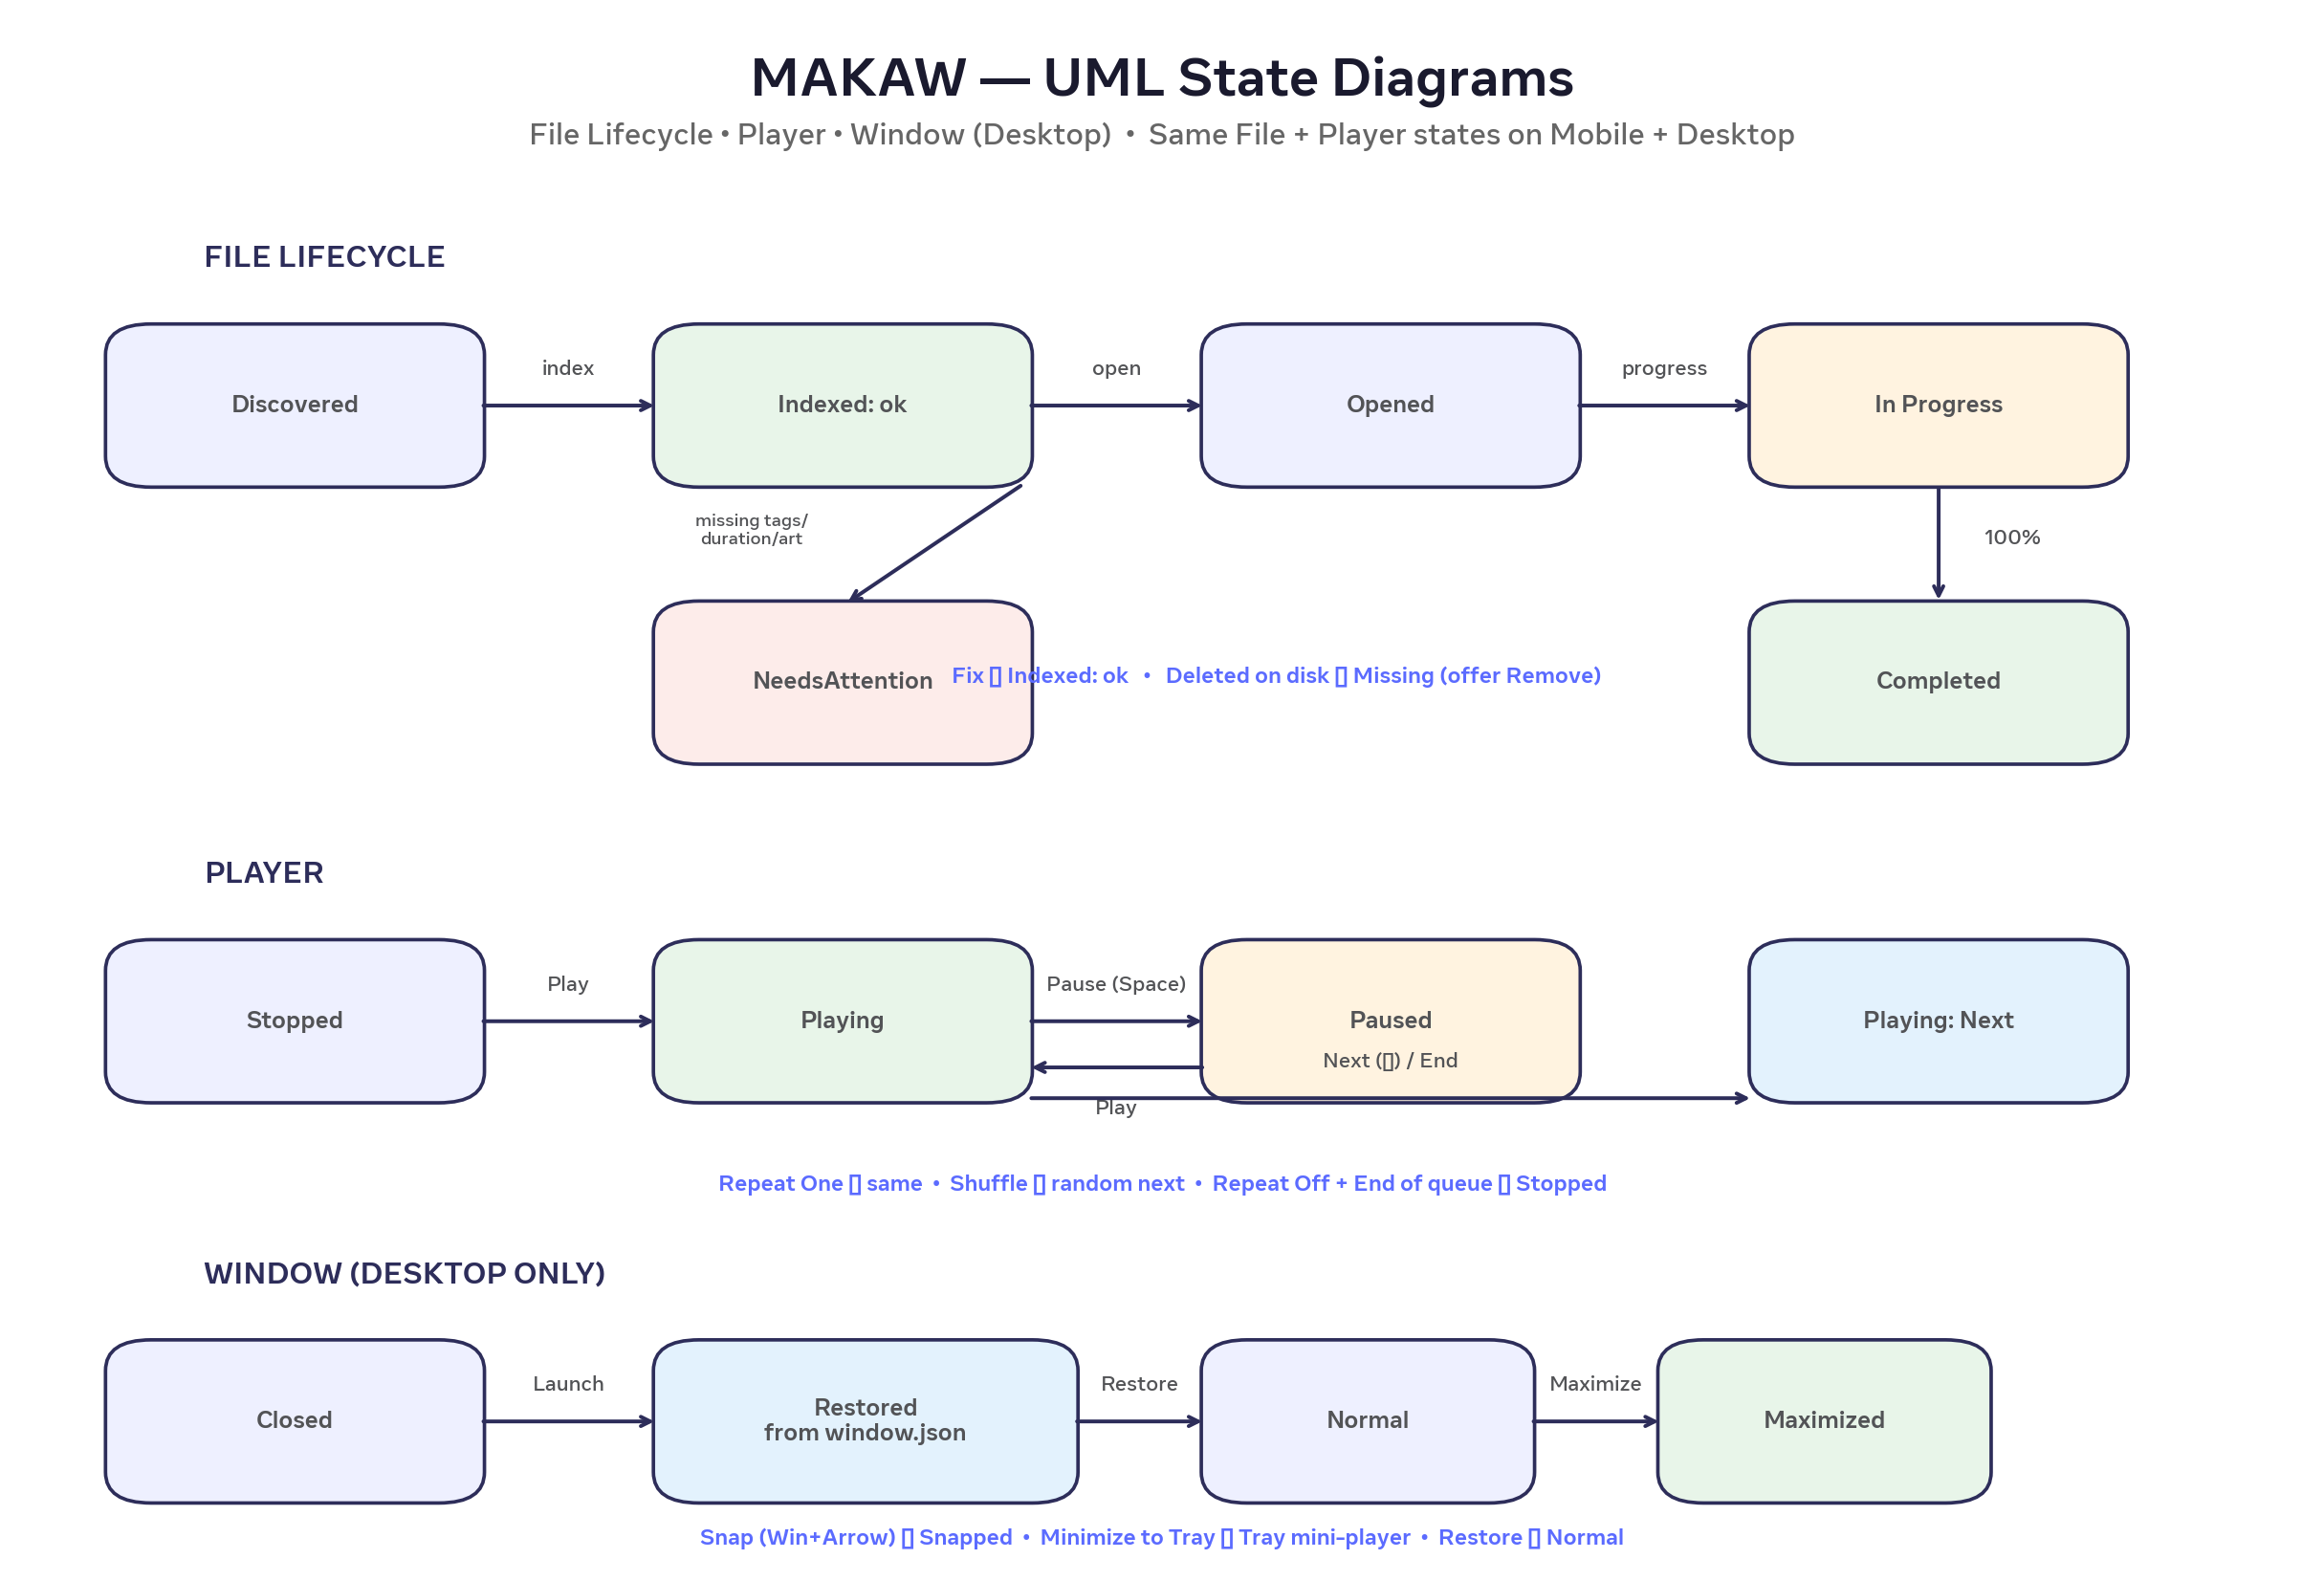 MAKAW — UML State Diagrams
File Lifecycle • Player • Window (Desktop) • Same File + Player states on Mobile + Desktop
FILE LIFECYCLE
Discovered
index
Indexed: ok
open
Opened
progress
In Progress
missing tags/
duration/art
100%
NeedsAttention
Fix ▯ Indexed: ok • Deleted on disk ▯ Missing (offer Remove)
Completed
PLAYER
Stopped
Play
Playing
Pause (Space)
Paused
Next (▯) / End
Play
Playing: Next
Repeat One ▯ same • Shuffle ▯ random next • Repeat Off + End of queue ▯ Stopped
WINDOW (DESKTOP ONLY)
Closed
Launch
Restored
from window.json
Restore
Normal
Maximize
Maximized
Snap (Win+Arrow) ▯ Snapped • Minimize to Tray ▯ Tray mini-player • Restore ▯ Normal